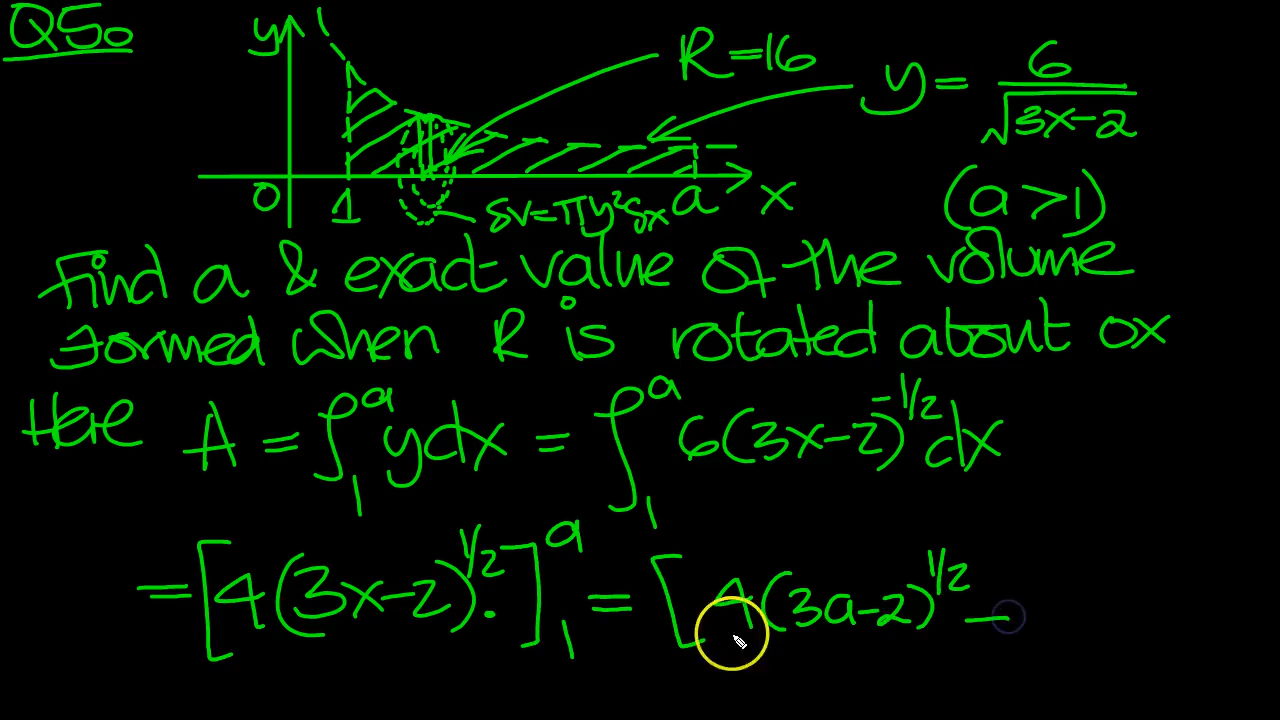 Q50
y
R = 16
y = 6/√(3x-2)
0 1 a x
δV = πy²δx
(a > 1)
Find a & exact value of the volume
formed when R is rotated about ox
Here A = ∫₁ᵃ ydx = ∫₁ᵃ 6(3x-2)^(-1/2) dx
= [4(3x-2)^(1/2)]₁ᵃ = [4(3a-2)^(1/2) -